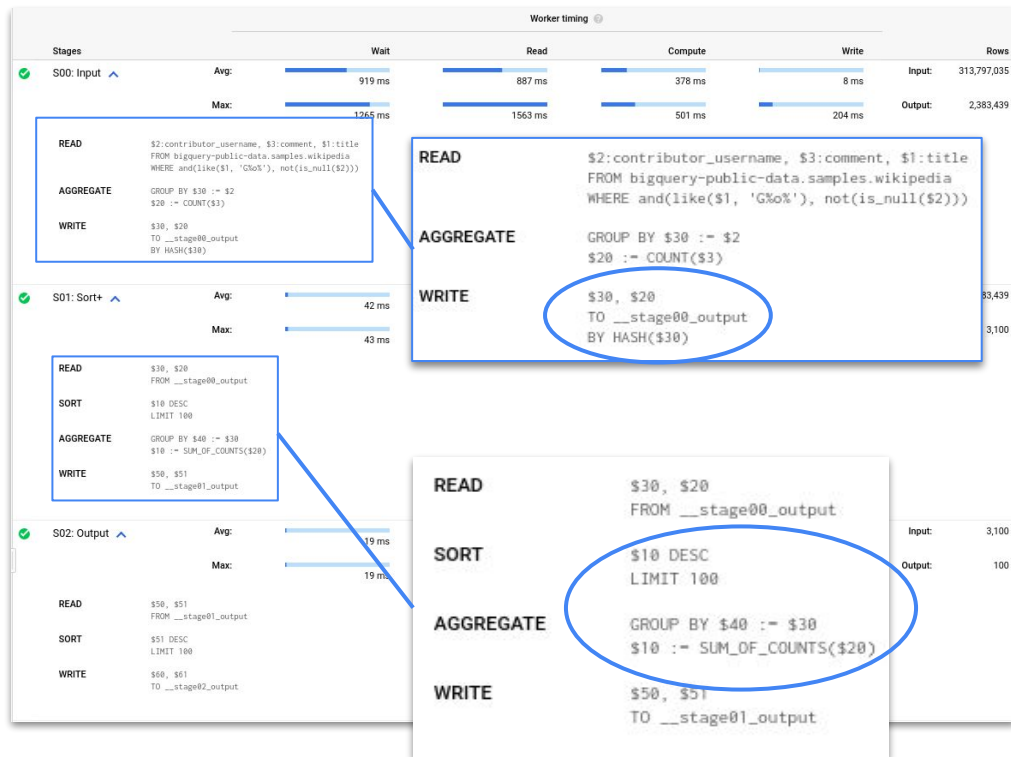 Worker timing
Stages Wait Read Compute Write Rows
S00: Input Avg: 919 ms 887 ms 378 ms 8 ms Input: 313,797,035
Max: 1265 ms 1563 ms 501 ms 204 ms Output: 2,383,439
READ $2:contributor_username, $3:comment, $1:title
FROM bigquery-public-data.samples.wikipedia
WHERE and(like($1, 'G%o%'), not(is_null($2)))
AGGREGATE GROUP BY $30 := $2
$20 := COUNT($3)
WRITE $30, $20
TO __stage00_output
BY HASH($30)
READ $2:contributor_username, $3:comment, $1:title
FROM bigquery-public-data.samples.wikipedia
WHERE and(like($1, 'G%o%'), not(is_null($2)))
AGGREGATE GROUP BY $30 := $2
$20 := COUNT($3)
WRITE $30, $20
TO __stage00_output
BY HASH($30)
S01: Sort+ Avg: 42 ms 83,439
Max: 43 ms 3,100
READ $30, $20
FROM __stage00_output
SORT $10 DESC
LIMIT 100
AGGREGATE GROUP BY $40 := $30
$10 := SUM_OF_COUNTS($20)
WRITE $50, $51
TO __stage01_output
READ $30, $20
FROM __stage00_output
SORT $10 DESC
LIMIT 100
AGGREGATE GROUP BY $40 := $30
$10 := SUM_OF_COUNTS($20)
WRITE $50, $51
TO __stage01_output
S02: Output Avg: 19 ms Input: 3,100
Max: 19 ms Output: 100
READ $50, $51
FROM __stage01_output
SORT $51 DESC
LIMIT 100
WRITE $60, $61
TO __stage02_output